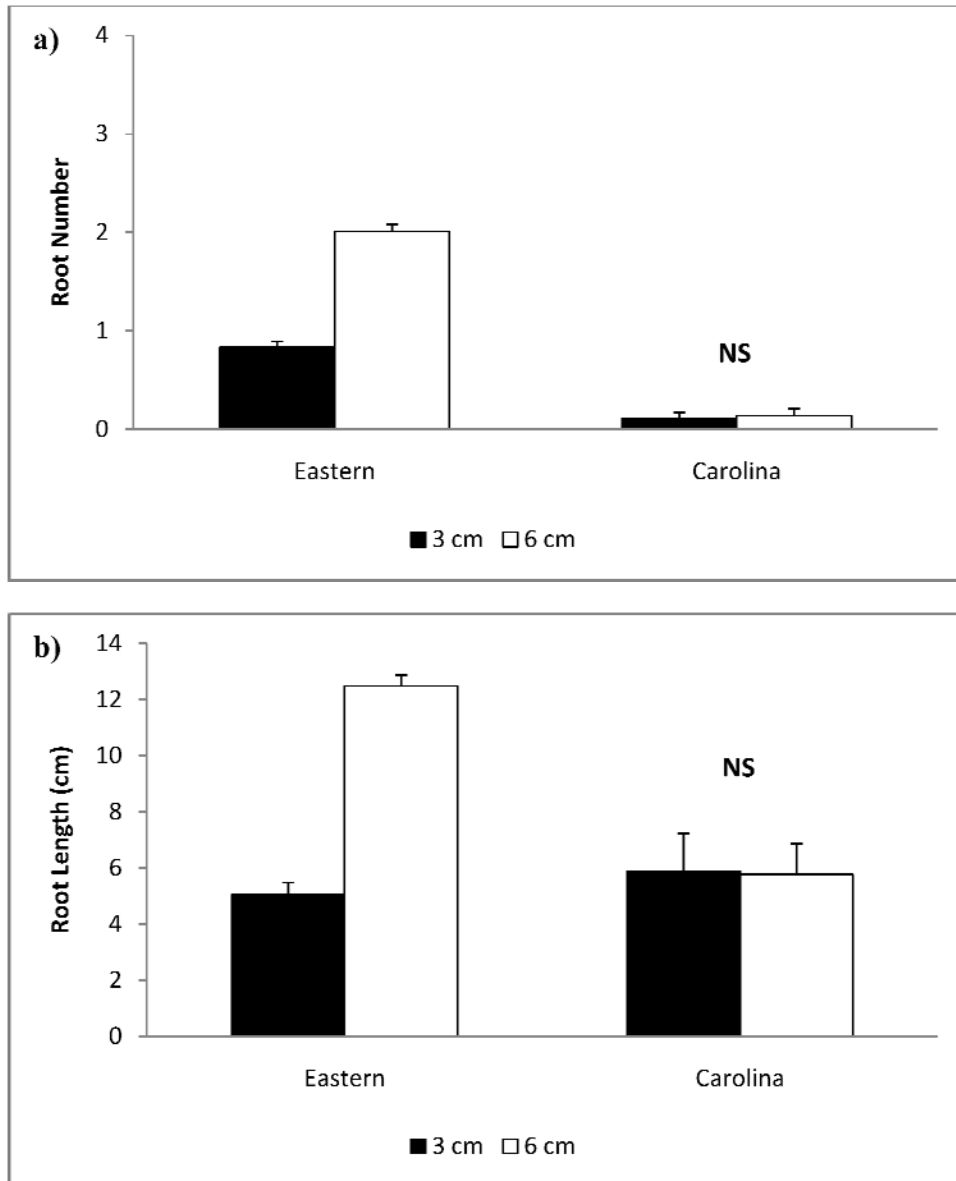 a)
4
3
2
1
0
Root Number
NS
Eastern
Carolina
3 cm
6 cm
b)
14
12
10
8
6
4
2
0
Root Length (cm)
NS
Eastern
Carolina
3 cm
6 cm